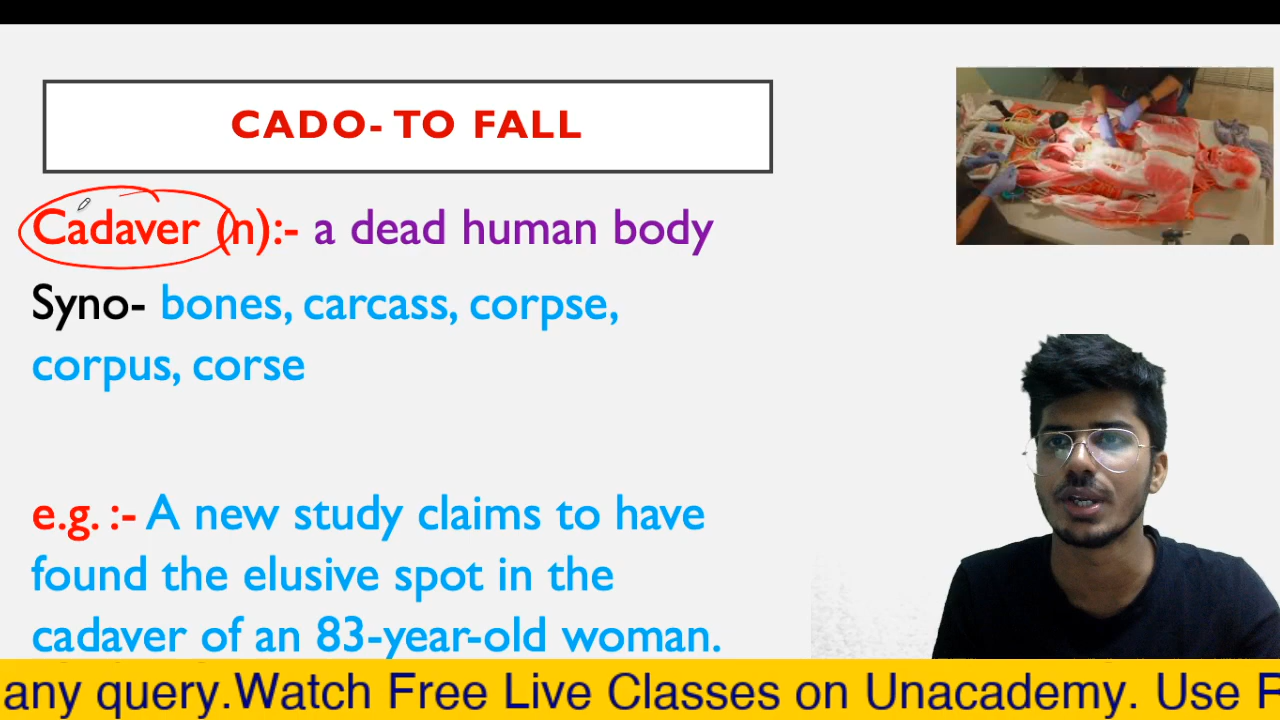 CADO- TO FALL
Cadaver (n):- a dead human body
Syno- bones, carcass, corpse,
corpus, corse
e.g. :- A new study claims to have
found the elusive spot in the
cadaver of an 83-year-old woman.
any query.Watch Free Live Classes on Unacademy. Use